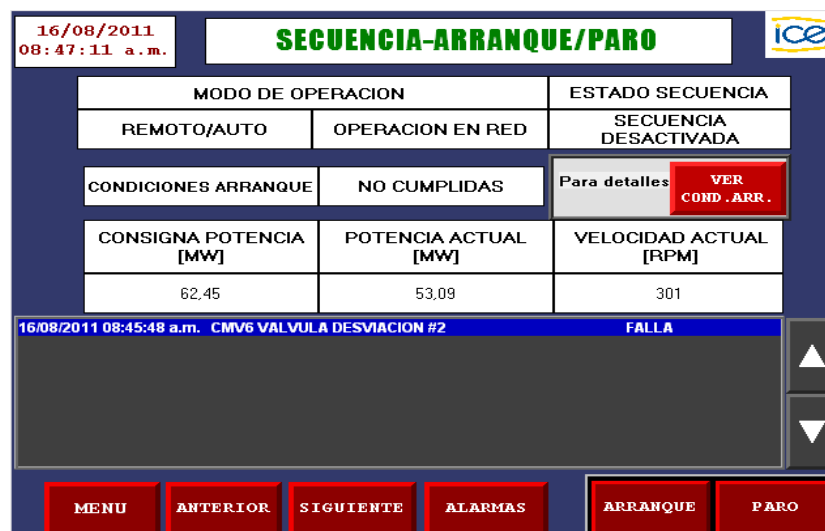 16/08/2011
08:47:11 a.m.
SECUENCIA-ARRANQUE/PARO
ice
MODO DE OPERACION
ESTADO SECUENCIA
REMOTO/AUTO
OPERACION EN RED
SECUENCIA
DESACTIVADA
CONDICIONES ARRANQUE
NO CUMPLIDAS
Para detalles
VER
COND.ARR.
CONSIGNA POTENCIA
[MW]
POTENCIA ACTUAL
[MW]
VELOCIDAD ACTUAL
[RPM]
62,45
53,09
301
16/08/2011 08:45:48 a.m. CMV6 VALVULA DESVIACION #2 FALLA
MENU
ANTERIOR
SIGUIENTE
ALARMAS
ARRANQUE
PARO